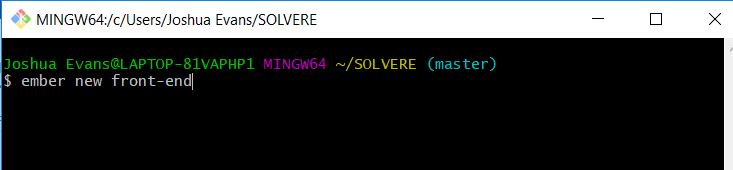 MINGW64:/c/Users/Joshua Evans/SOLVERE
Joshua Evans@LAPTOP-81VAPHP1 MINGW64 ~/SOLVERE (master)
$ ember new front-end